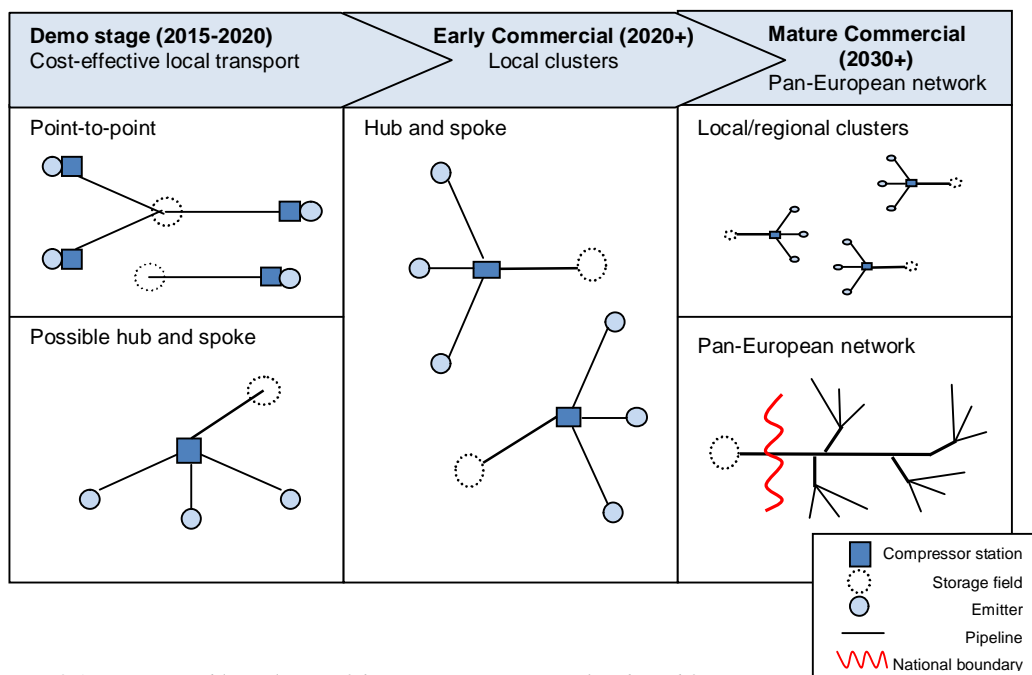 Demo stage (2015-2020)
Cost-effective local transport
Early Commercial (2020+)
Local clusters
Mature Commercial
(2030+)
Pan-European network
Point-to-point
Hub and spoke
Local/regional clusters
Possible hub and spoke
Pan-European network
Compressor station
Storage field
Emitter
Pipeline
National boundary